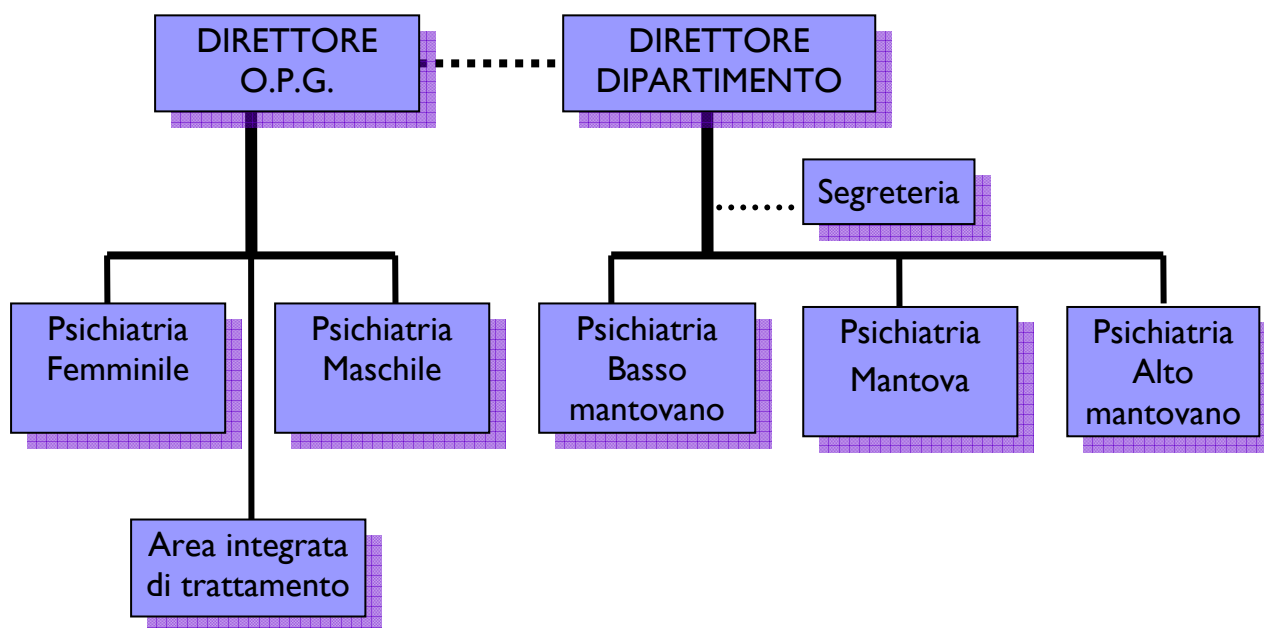 DIRETTORE
O.P.G.
DIRETTORE
DIPARTIMENTO
Segreteria
Psichiatria
Femminile
Psichiatria
Maschile
Psichiatria
Basso
mantovano
Psichiatria
Mantova
Psichiatria
Alto
mantovano
Area integrata
di trattamento